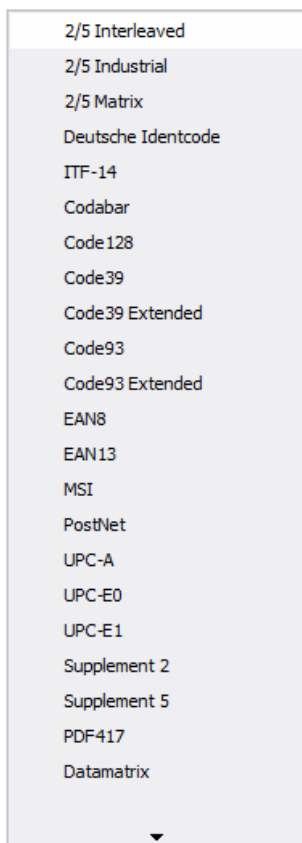 2/5 Interleaved
2/5 Industrial
2/5 Matrix
Deutsche Identcode
ITF-14
Codabar
Code128
Code39
Code39 Extended
Code93
Code93 Extended
EAN8
EAN13
MSI
PostNet
UPC-A
UPC-E0
UPC-E1
Supplement 2
Supplement 5
PDF417
Datamatrix